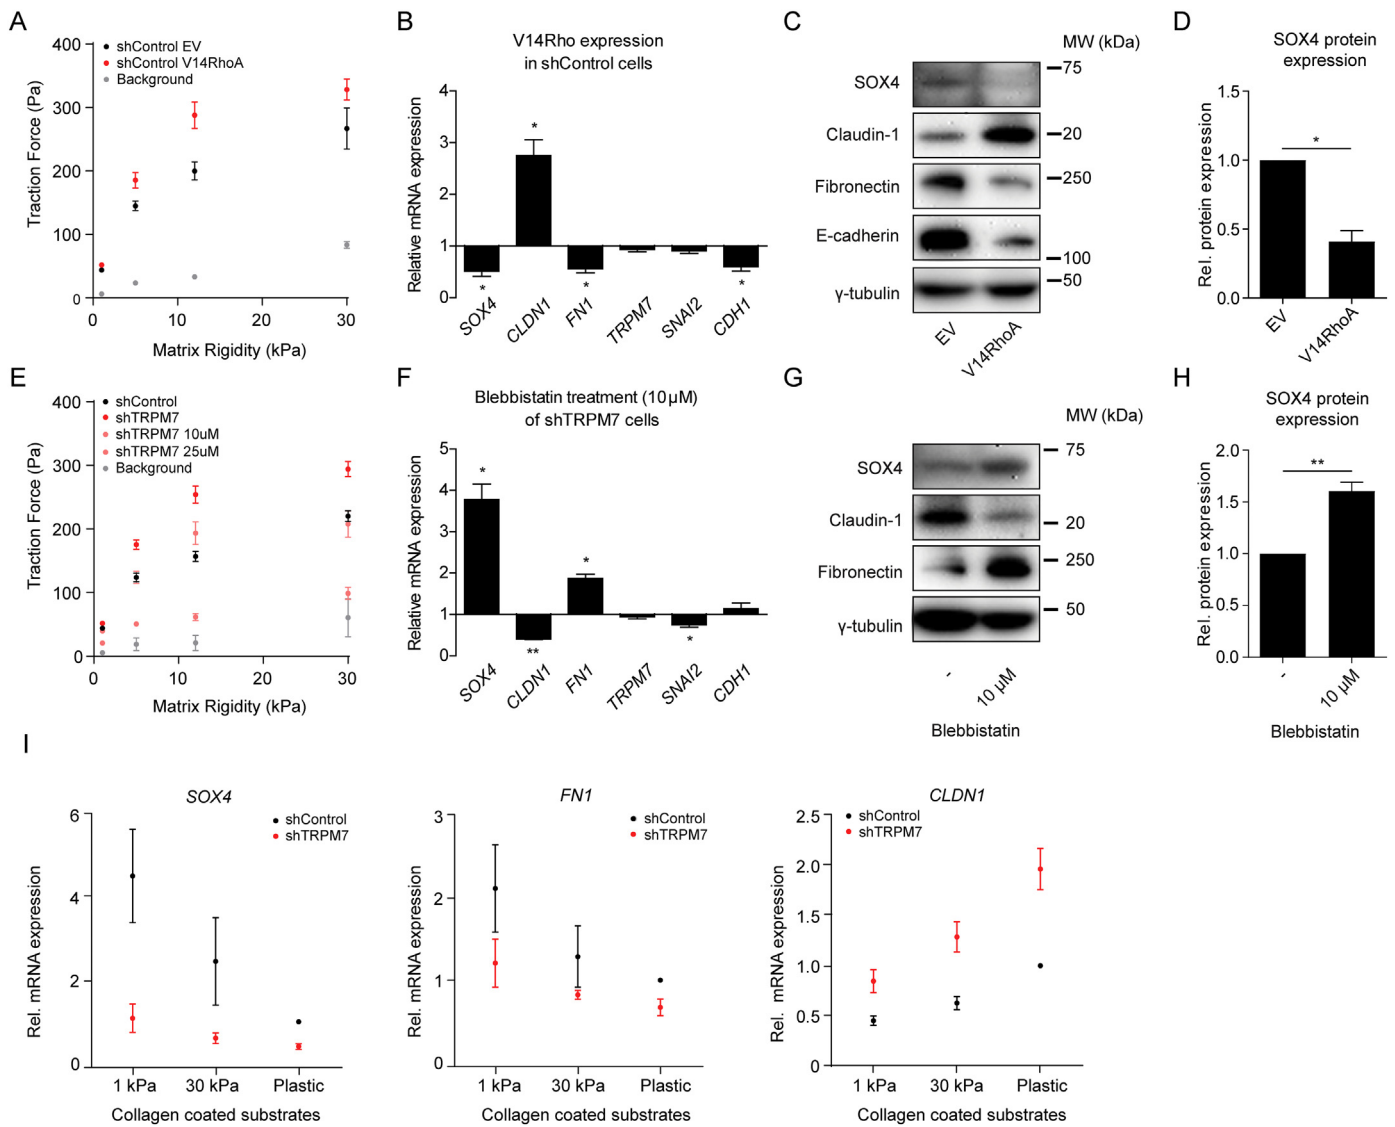 A
400
300
200
100
0
0
10
20
30
Traction Force (Pa)
Matrix Rigidity (kPa)
shControl EV
shControl V14RhoA
Background
B
V14Rho expression
in shControl cells
4
3
2
1
0
Relative mRNA expression
*
*
*
*
SOX4
CLDN1
FN1
TRPM7
SNAI2
CDH1
C
MW (kDa)
SOX4
75
Claudin-1
20
Fibronectin
250
E-cadherin
100
γ-tubulin
50
EV
V14RhoA
D
SOX4 protein
expression
1.5
1.0
0.5
0.0
Rel. protein expression
*
EV
V14RhoA
E
400
300
200
100
0
0
10
20
30
Traction Force (Pa)
Matrix Rigidity (kPa)
shControl
shTRPM7
shTRPM7 10uM
shTRPM7 25uM
Background
F
Blebbistatin treatment (10µM)
of shTRPM7 cells
5
4
3
2
1
0
Relative mRNA expression
*
**
*
*
SOX4
CLDN1
FN1
TRPM7
SNAI2
CDH1
G
MW (kDa)
SOX4
75
Claudin-1
20
Fibronectin
250
γ-tubulin
50
-
10 µM
Blebbistatin
H
SOX4 protein
expression
2.0
1.5
1.0
0.5
0.0
Rel. protein expression
**
-
10 µM
Blebbistatin
I
SOX4
6
4
2
0
Rel. mRNA expression
shControl
shTRPM7
1 kPa
30 kPa
Plastic
Collagen coated substrates
FN1
3
2
1
0
Rel. mRNA expression
shControl
shTRPM7
1 kPa
30 kPa
Plastic
Collagen coated substrates
CLDN1
2.5
2.0
1.5
1.0
0.5
0
Rel. mRNA expression
shControl
shTRPM7
1 kPa
30 kPa
Plastic
Collagen coated substrates